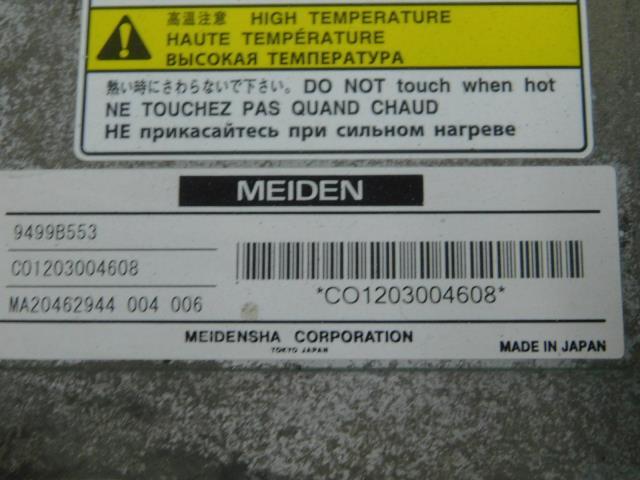 高温注意 HIGH TEMPERATURE
HAUTE TEMPÉRATURE
ВЫСОКАЯ ТЕМПЕРАТУРА
熱い時にさわらないで下さい。 DO NOT touch when hot
NE TOUCHEZ PAS QUAND CHAUD
НЕ прикасайтесь при сильном нагреве
MEIDEN
9499B553
CO1203004608
MA20462944 004 006
*CO1203004608*
MEIDENSHA CORPORATION
TOKYO JAPAN
MADE IN JAPAN